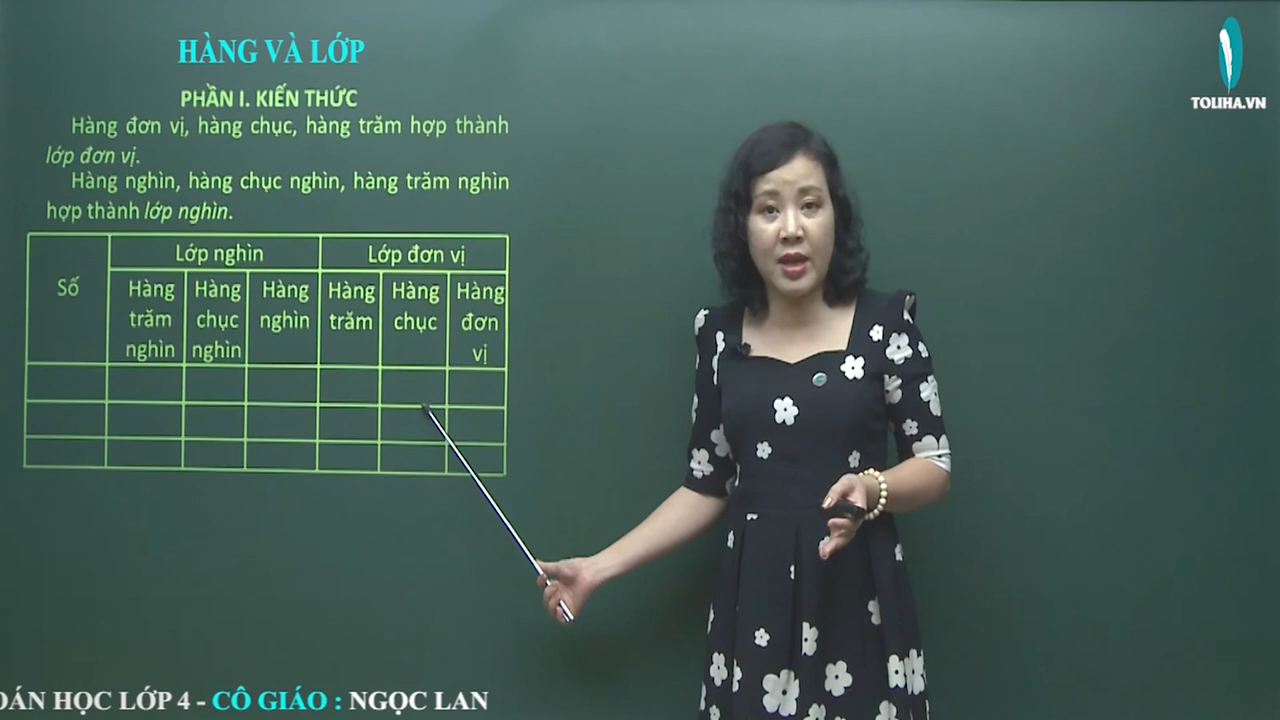 HÀNG VÀ LỚP
TOLIHA.VN
PHẦN I. KIẾN THỨC
Hàng đơn vị, hàng chục, hàng trăm hợp thành
lớp đơn vị.
Hàng nghìn, hàng chục nghìn, hàng trăm nghìn
hợp thành lớp nghìn.
Số
Lớp nghìn
Lớp đơn vị
Hàng
trăm
nghìn
Hàng
chục
nghìn
Hàng
nghìn
Hàng
trăm
Hàng
chục
Hàng
đơn
vị
HỌC LỚP 4 - CÔ GIÁO : NGỌC LAN